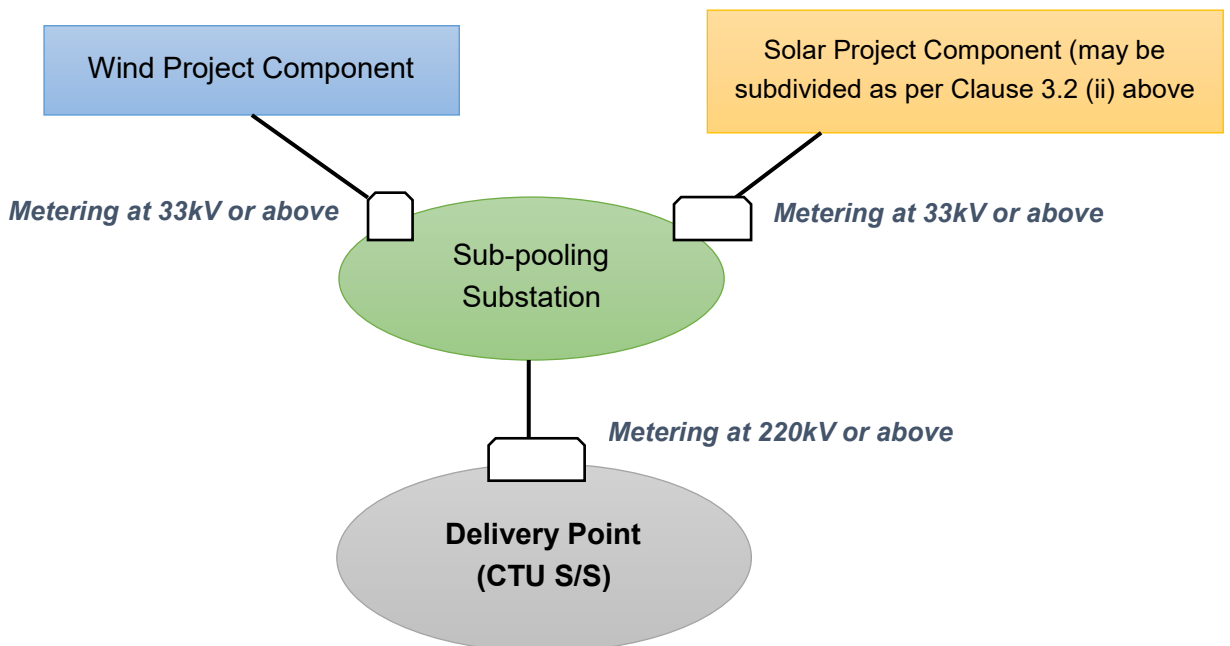 Wind Project Component
Solar Project Component (may be
subdivided as per Clause 3.2 (ii) above
Metering at 33kV or above
Metering at 33kV or above
Sub-pooling
Substation
Metering at 220kV or above
Delivery Point
(CTU S/S)